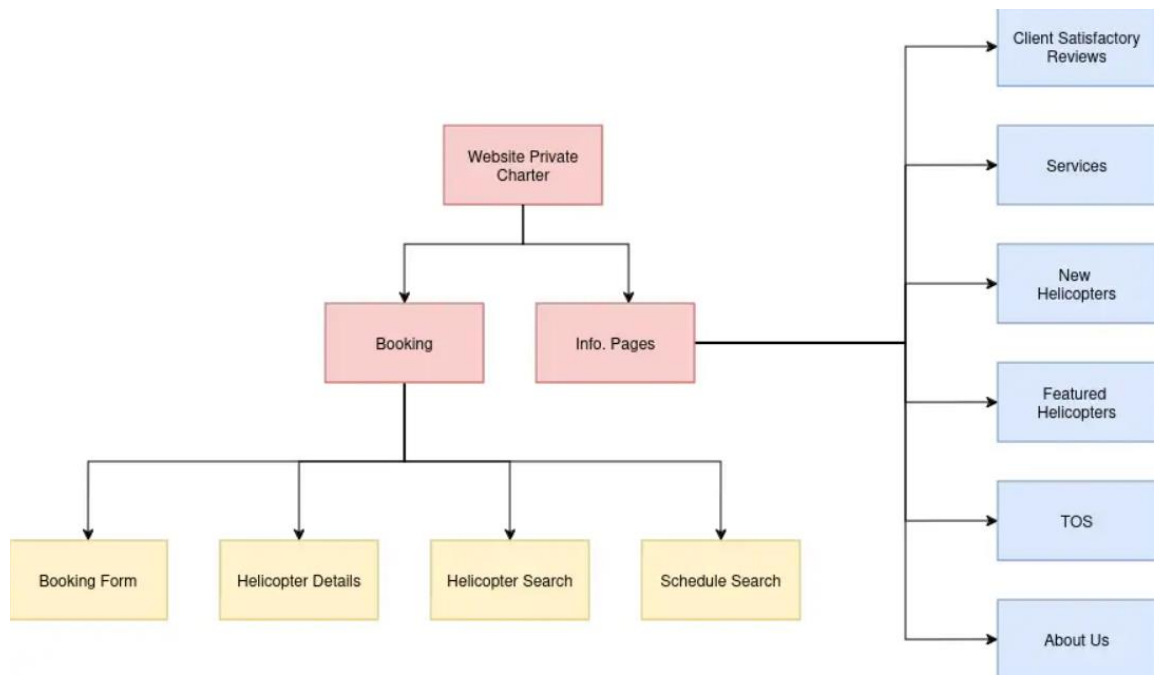 Client Satisfactory
Reviews
Website Private
Charter
Services
New
Helicopters
Booking
Info. Pages
Featured
Helicopters
TOS
Booking Form
Helicopter Details
Helicopter Search
Schedule Search
About Us